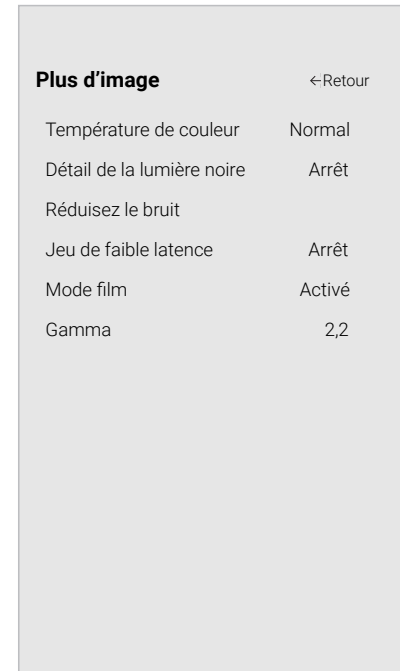 Plus d’image ←Retour
Température de couleur Normal
Détail de la lumière noire Arrêt
Réduisez le bruit
Jeu de faible latence Arrêt
Mode film Activé
Gamma 2,2